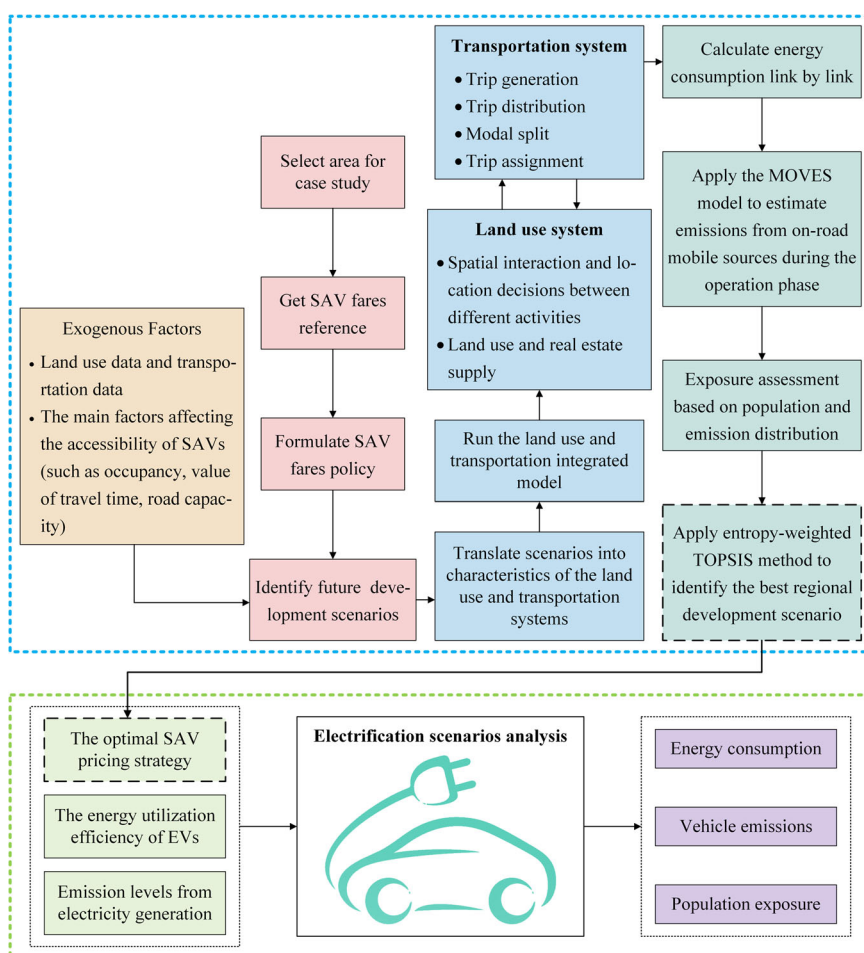 Exogenous Factors
• Land use data and transpo-
rtation data
• The main factors affecting
the accessibility of SAVs
(such as occupancy, value
of travel time, road capac-
ity)
Select area for
case study
Get SAV fares
reference
Formulate SAV
fares policy
Identify future deve-
lopment scenarios
Transportation system
• Trip generation
• Trip distribution
• Modal split
• Trip assignment
Land use system
• Spatial interaction and lo-
cation decisions between
different activities
• Land use and real estate
supply
Run the land use and
transportation integrated
model
Translate scenarios into
characteristics of the land
use and transportation
systems
Calculate energy
consumption link by
link
Apply the MOVES
model to estimate
emissions from on-road
mobile sources during the
operation phase
Exposure assessment
based on population and
emission distribution
Apply entropy-weighted
TOPSIS method to
identify the best regional
development scenario
The optimal SAV
pricing strategy
The energy utilization
efficiency of EVs
Emission levels from
electricity generation
Electrification scenarios analysis
Energy consumption
Vehicle emissions
Population exposure